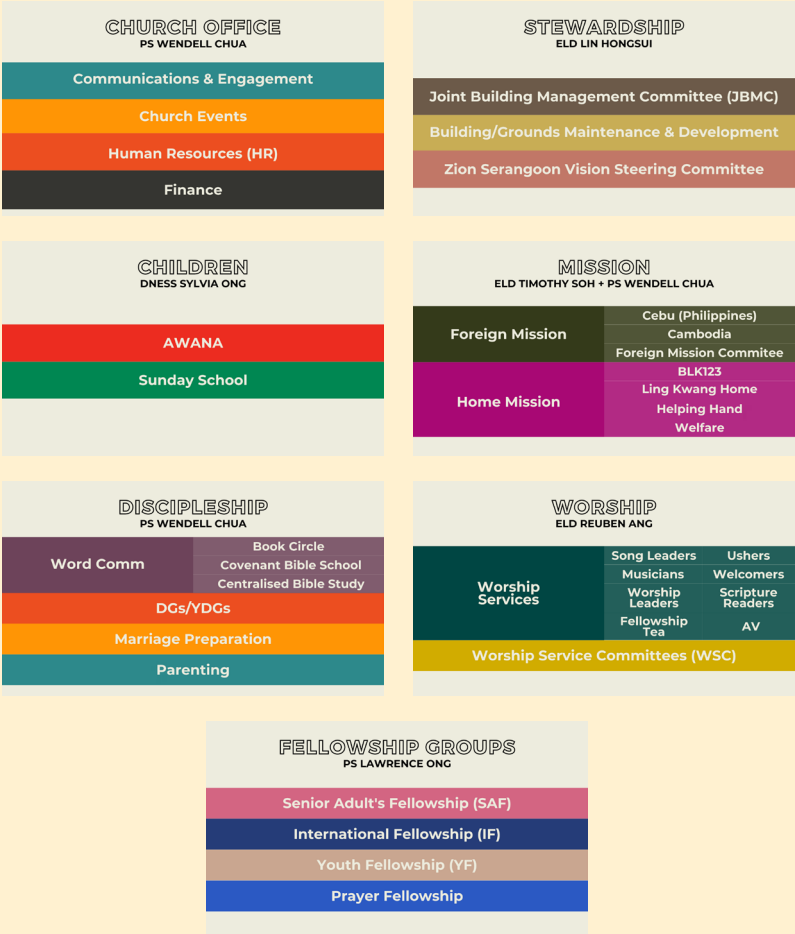 CHURCH OFFICE
PS WENDELL CHUA
Communications & Engagement
Church Events
Human Resources (HR)
Finance
STEWARDSHIP
ELD LIN HONGSUI
Joint Building Management Committee (JBMC)
Building/Grounds Maintenance & Development
Zion Serangoon Vision Steering Committee
CHILDREN
DNESS SYLVIA ONG
AWANA
Sunday School
MISSION
ELD TIMOTHY SOH + PS WENDELL CHUA
Foreign Mission
Cebu (Philippines)
Cambodia
Foreign Mission Commitee
Home Mission
BLK123
Ling Kwang Home
Helping Hand
Welfare
DISCIPLESHIP
PS WENDELL CHUA
Word Comm
Book Circle
Covenant Bible School
Centralised Bible Study
DGs/YDGs
Marriage Preparation
Parenting
WORSHIP
ELD REUBEN ANG
Worship
Services
Song Leaders
Ushers
Musicians
Welcomers
Worship
Leaders
Scripture
Readers
Fellowship
Tea
AV
Worship Service Committees (WSC)
FELLOWSHIP GROUPS
PS LAWRENCE ONG
Senior Adult's Fellowship (SAF)
International Fellowship (IF)
Youth Fellowship (YF)
Prayer Fellowship